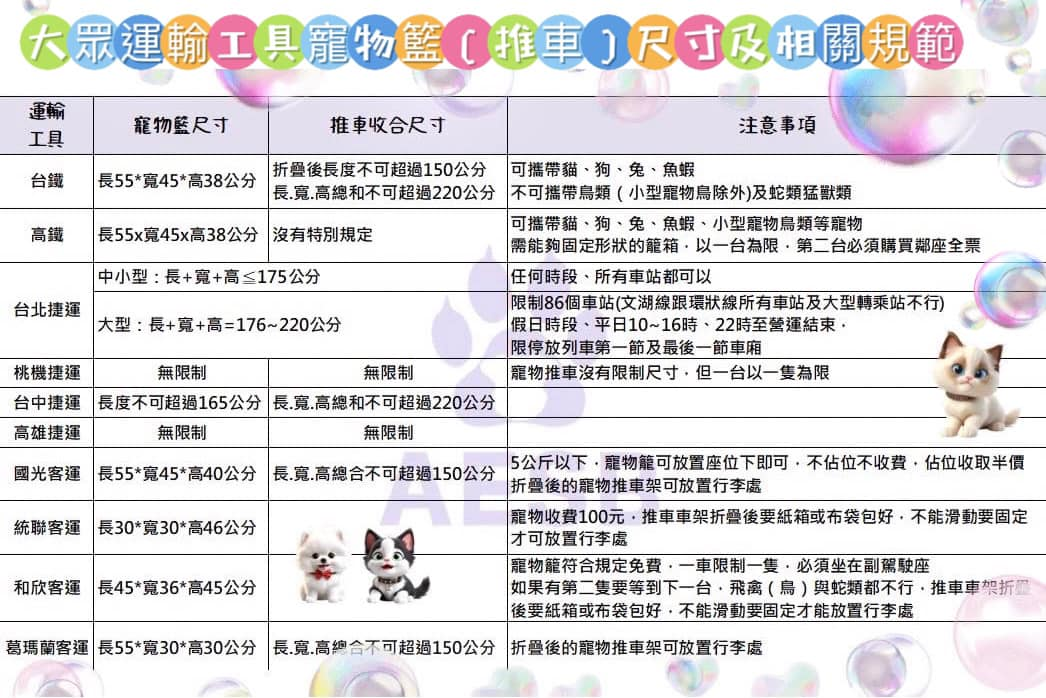 大眾運輸工具寵物籃(推車)尺寸及相關規範
運輸
工具
寵物籃尺寸
推車收合尺寸
注意事項
台鐵
長55*寬45*高38公分
折疊後長度不可超過150公分
長.寬.高總和不可超過220公分
可攜帶貓、狗、兔、魚蝦
不可攜帶鳥類（小型寵物鳥除外)及蛇類猛獸類
高鐵
長55x寬45x高38公分
沒有特別規定
可攜帶貓、狗、兔、魚蝦、小型寵物鳥類等寵物
需能夠固定形狀的籠箱，以一台為限，第二台必須購買鄰座全票
台北捷運
中小型：長+寬+高≦175公分
任何時段、所有車站都可以
大型：長+寬+高=176~220公分
限制86個車站(文湖線跟環狀線所有車站及大型轉乘站不行)
假日時段、平日10~16時、22時至營運結束，
限停放列車第一節及最後一節車廂
桃機捷運
無限制
無限制
寵物推車沒有限制尺寸，但一台以一隻為限
台中捷運
長度不可超過165公分
長.寬.高總和不可超過220公分
高雄捷運
無限制
無限制
國光客運
長55*寬45*高40公分
長.寬.高總合不可超過150公分
5公斤以下，寵物籠可放置座位下即可，不佔位不收費，佔位收取半價
折疊後的寵物推車架可放置行李處
統聯客運
長30*寬30*高46公分
寵物收費100元，推車車架折疊後要紙箱或布袋包好，不能滑動要固定
才可放置行李處
和欣客運
長45*寬36*高45公分
寵物籠符合規定免費，一車限制一隻，必須坐在副駕駛座
如果有第二隻要等到下一台，飛禽（鳥）與蛇類都不行，推車車架折疊
後要紙箱或布袋包好，不能滑動要固定才能放置行李處
葛瑪蘭客運
長55*寬30*高30公分
長.寬.高總合不可超過150公分
折疊後的寵物推車架可放置行李處
AESB